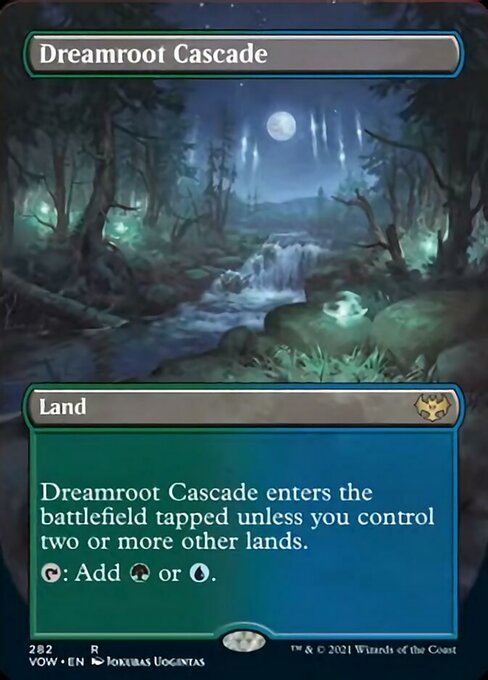 Dreamroot Cascade
Land
Dreamroot Cascade enters the
battlefield tapped unless you control
two or more other lands.
: Add or .
282 R
VOW • EN Jokubas Uogintas
™ & © 2021 Wizards of the Coast